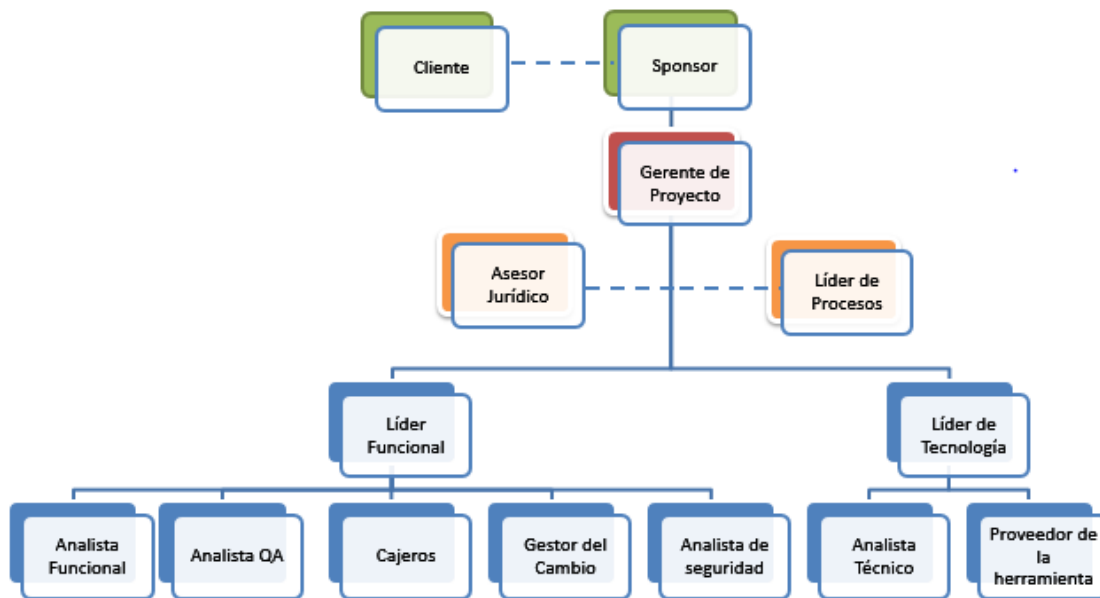 Cliente
Sponsor
Gerente de
Proyecto
Asesor
Jurídico
Líder de
Procesos
Líder
Funcional
Líder de
Tecnología
Analista
Funcional
Analista QA
Cajeros
Gestor del
Cambio
Analista de
seguridad
Analista
Técnico
Proveedor de
la
herramienta